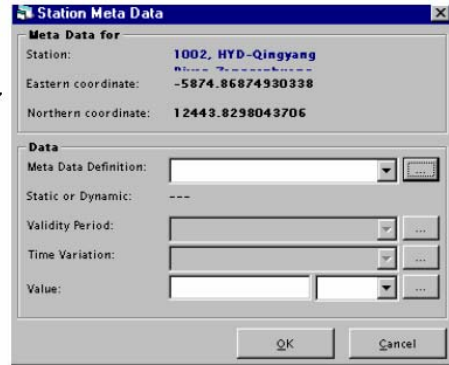 Station Meta Data
Meta Data for
Station: 1002, HYD-Qingyang
Eastern coordinate: -5874.86874930338
Northern coordinate: 12443.8298043706
Data
Meta Data Definition: ...
Static or Dynamic: ---
Validity Period: ...
Time Variation: ...
Value: ...
OK Cancel